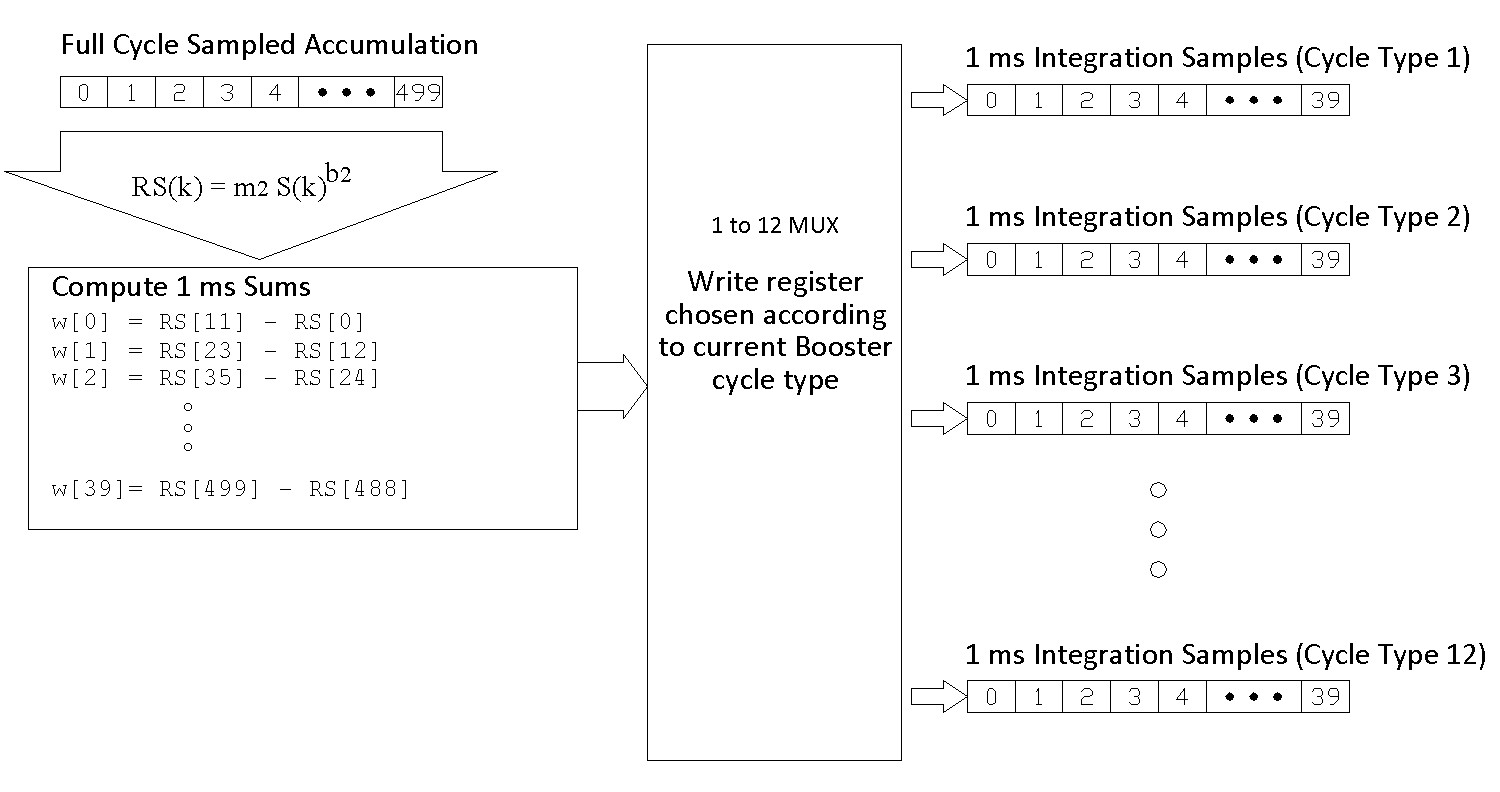 Full Cycle Sampled Accumulation
0 1 2 3 4 • • • 499
RS(k) = m2 S(k)^b2
Compute 1 ms Sums
w[0] = RS[11] - RS[0]
w[1] = RS[23] - RS[12]
w[2] = RS[35] - RS[24]
w[39]= RS[499] - RS[488]
1 to 12 MUX
Write register
chosen according
to current Booster
cycle type
1 ms Integration Samples (Cycle Type 1)
0 1 2 3 4 • • • 39
1 ms Integration Samples (Cycle Type 2)
0 1 2 3 4 • • • 39
1 ms Integration Samples (Cycle Type 3)
0 1 2 3 4 • • • 39
1 ms Integration Samples (Cycle Type 12)
0 1 2 3 4 • • • 39